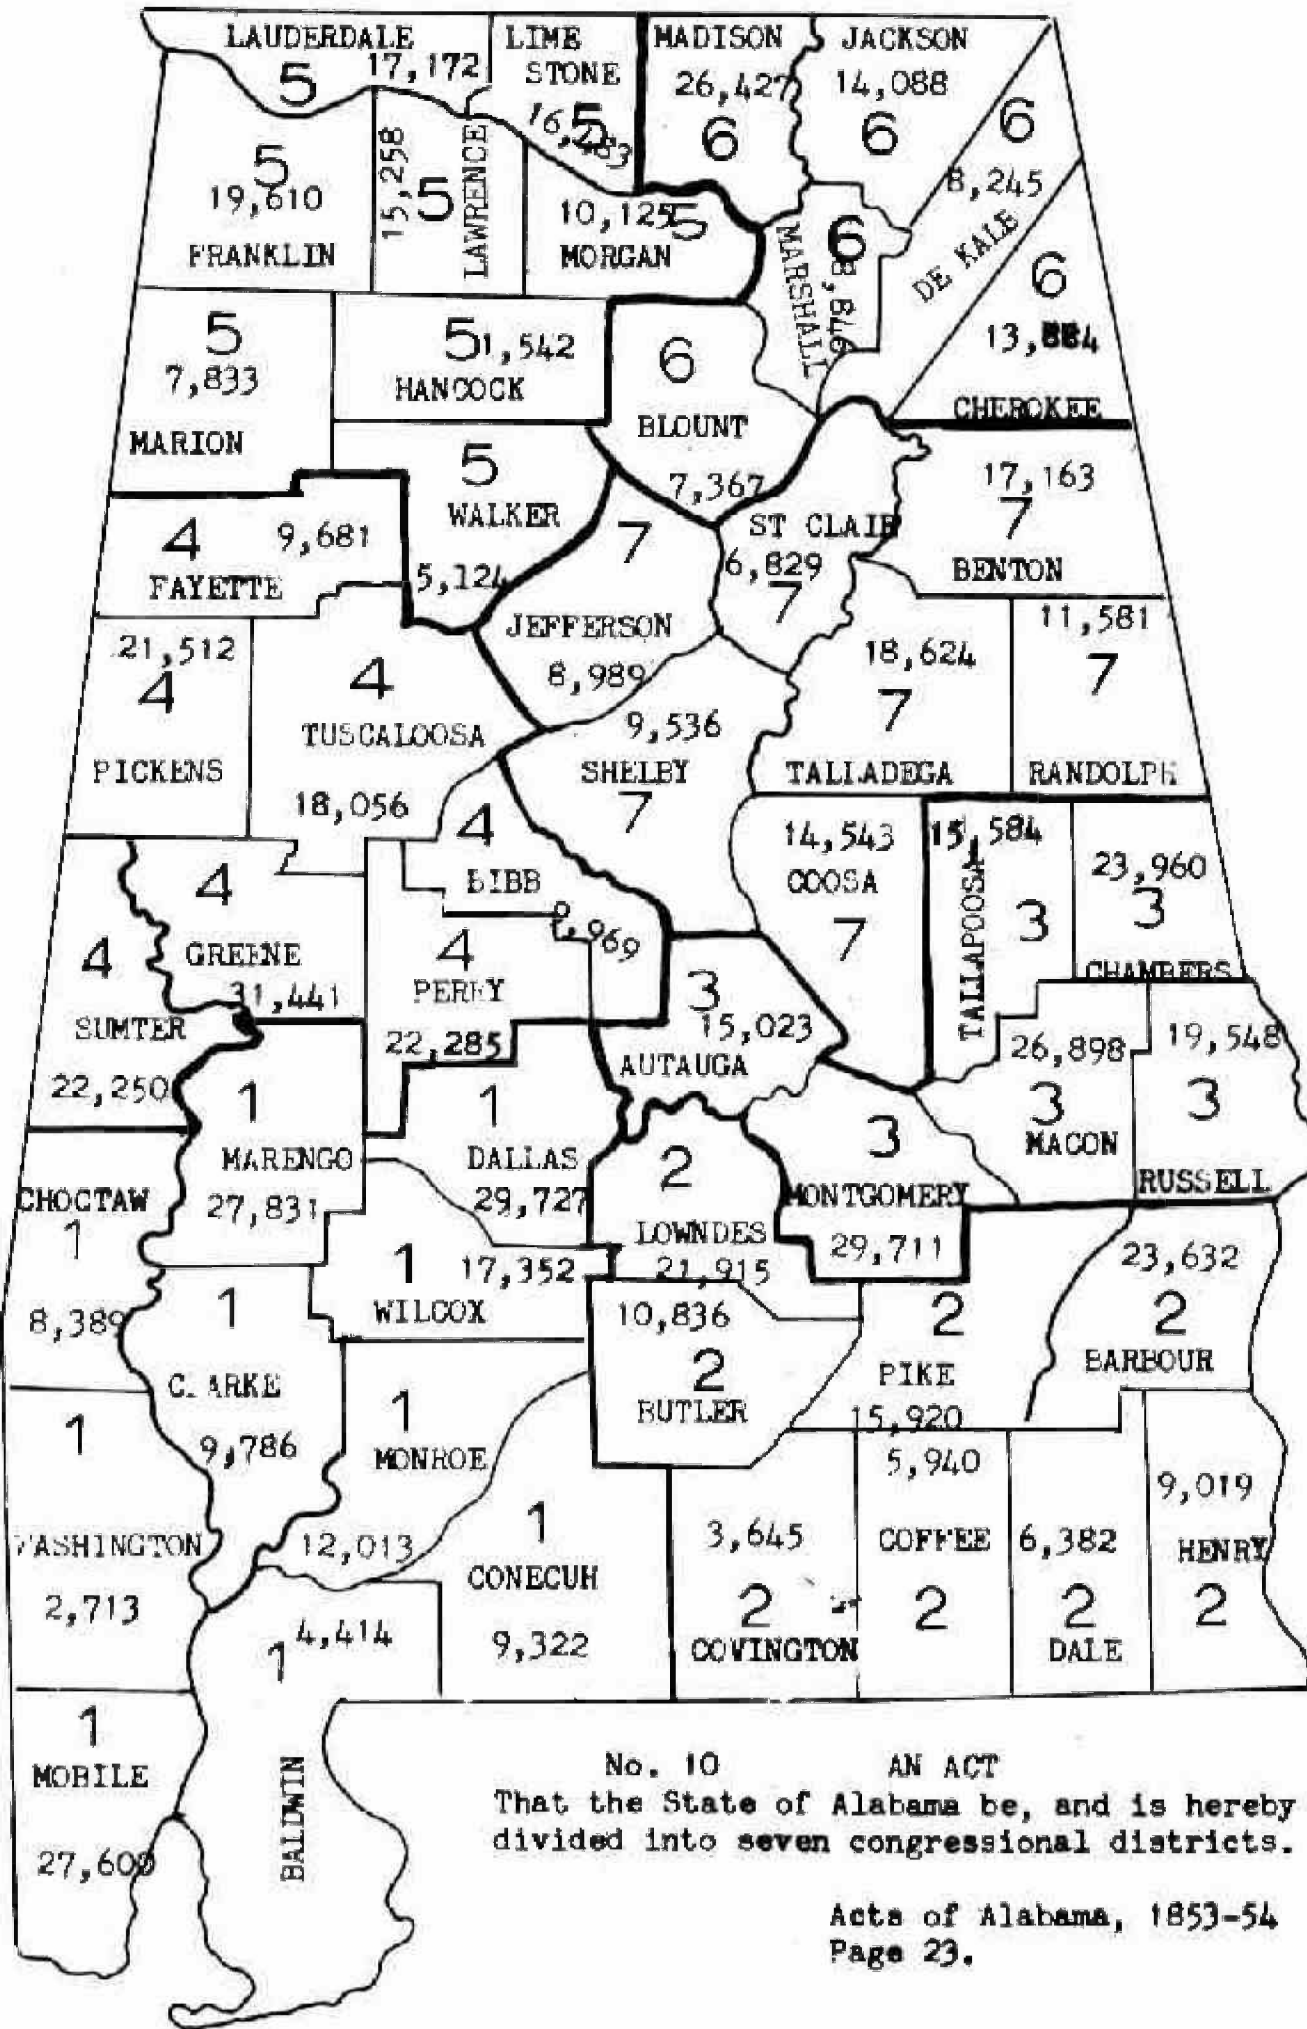 LAUDERDALE
5 17,172
LIME
STONE
5
MADISON
26,427
6
JACKSON
14,088
6
6
8,245
DE KALE
5
19,610
FRANKLIN
15,258
5
LAWRENCE
10,125
5
MORGAN
6
MARSHALL
6
13,884
CHEROKEE
5
7,833
MARION
5 1,542
HANCOCK
6
BLOUNT
7,367
5
WALKER
5,124
4 9,681
FAYETTE
7
JEFFERSON
8,989
ST CLAIR
6,829
7
17,163
7
BENTON
21,512
4
PICKENS
4
TUSCALOOSA
18,056
9,536
SHELBY
7
18,624
7
TALLADEGA
11,581
7
RANDOLPH
4
SUMTER
22,250
4
GREENE
31,441
4
BIBB
8,969
4
PERRY
22,285
3
15,023
AUTAUGA
14,543
COOSA
7
15,584
TALLAPOOSA
3
23,960
3
CHAMBERS
26,898
3
MACON
19,548
3
RUSSELL
CHOCTAW
1
8,389
1
MARENGO
27,831
1
DALLAS
29,727
2
LOWNDES
21,915
3
MONTGOMERY
29,711
1 17,352
WILCOX
1
CLARKE
9,786
10,836
2
BUTLER
2
PIKE
15,920
23,632
2
BARBOUR
1
WASHINGTON
2,713
1
MONROE
12,013
1
CONECUH
9,322
3,645
2
COVINGTON
5,940
COFFEE
2
6,382
2
DALE
9,019
HENRY
2
1
MOBILE
27,600
1 4,414
BALDWIN
No. 10 AN ACT
That the State of Alabama be, and is hereby
divided into seven congressional districts.
Acts of Alabama, 1853-54
Page 23.